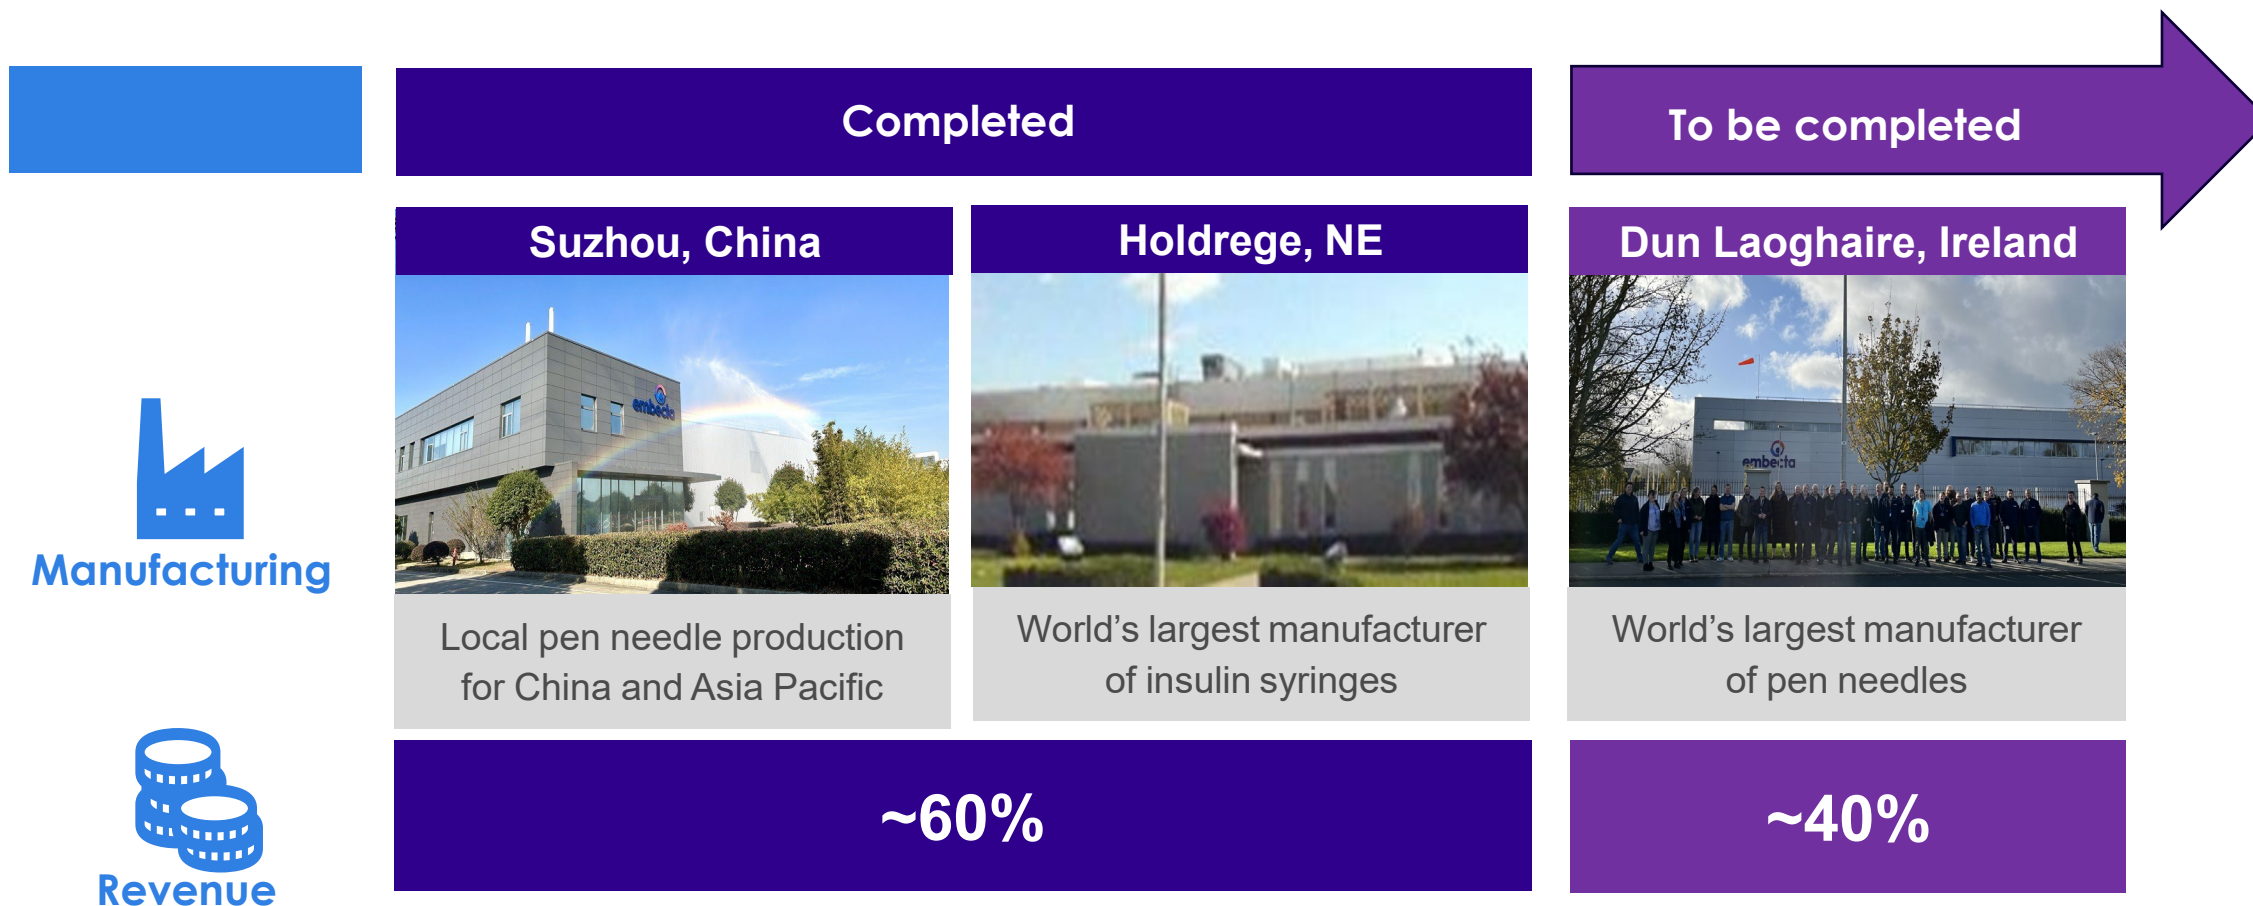 Completed
To be completed
Suzhou, China
Holdrege, NE
Dun Laoghaire, Ireland
embecta
embecta
Manufacturing
Local pen needle production
for China and Asia Pacific
World’s largest manufacturer
of insulin syringes
World’s largest manufacturer
of pen needles
Revenue
~60%
~40%